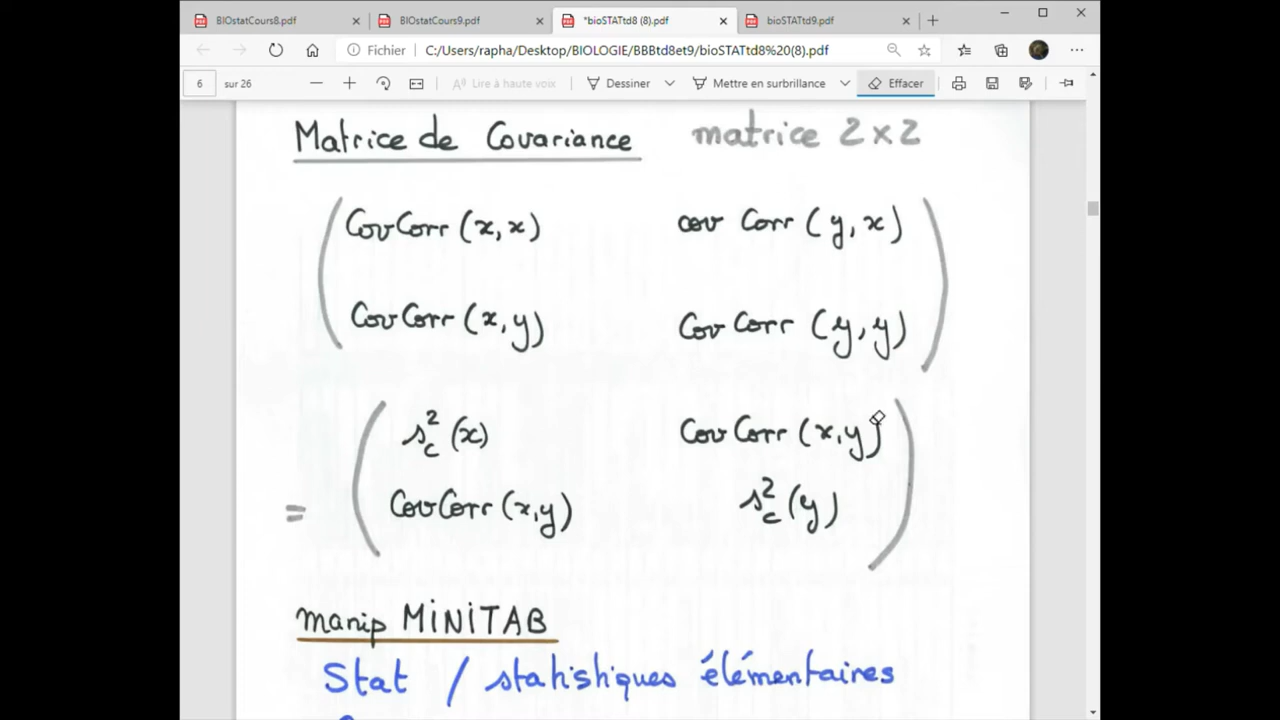 BIOstatCours8.pdf
BIOstatCours9.pdf
*bioSTATtd8 (8).pdf
bioSTATtd9.pdf
Fichier C:/Users/rapha/Desktop/BIOLOGIE/BBBtd8et9/bioSTATtd8%20(8).pdf
6 sur 26 Lire à haute voix Dessiner Mettre en surbrillance Effacer
Matrice de Covariance matrice 2x2
CovCorr (x,x) cov Corr (y,x)
CovCorr (x,y) Cov Corr (y,y)
s²c (x) Cov Corr (x,y)
= CovCorr (x,y) s²c (y)
manip MINITAB
Stat / statistiques élémentaires